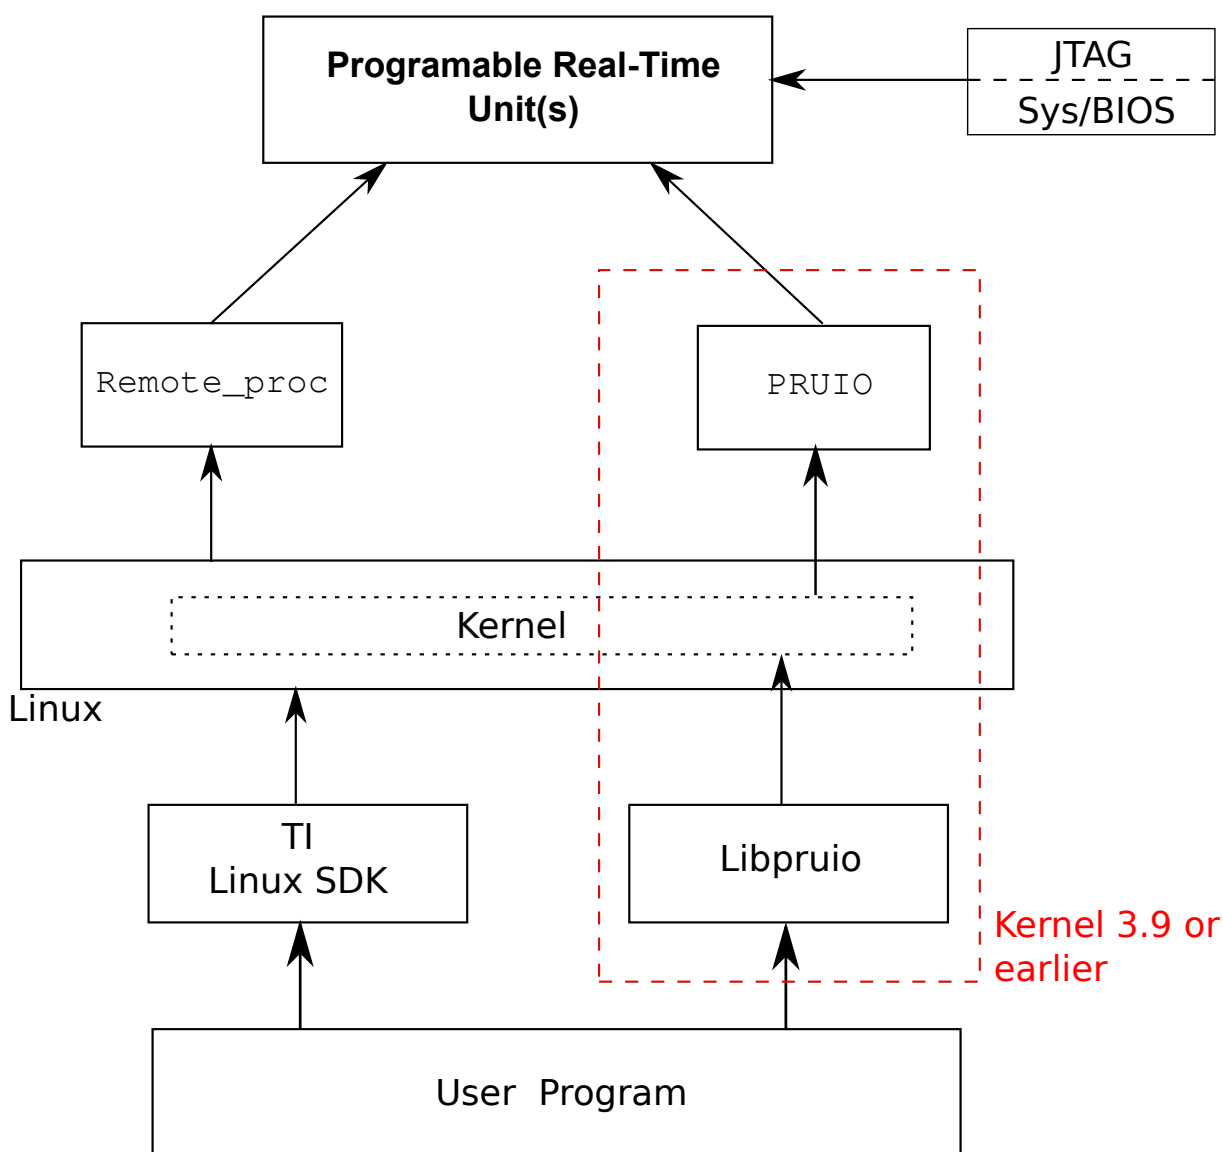 Programable Real-Time
Unit(s)
JTAG
Sys/BIOS
Remote_proc
PRUIO
Kernel
Linux
TI
Linux SDK
Libpruio
Kernel 3.9 or
earlier
User Program